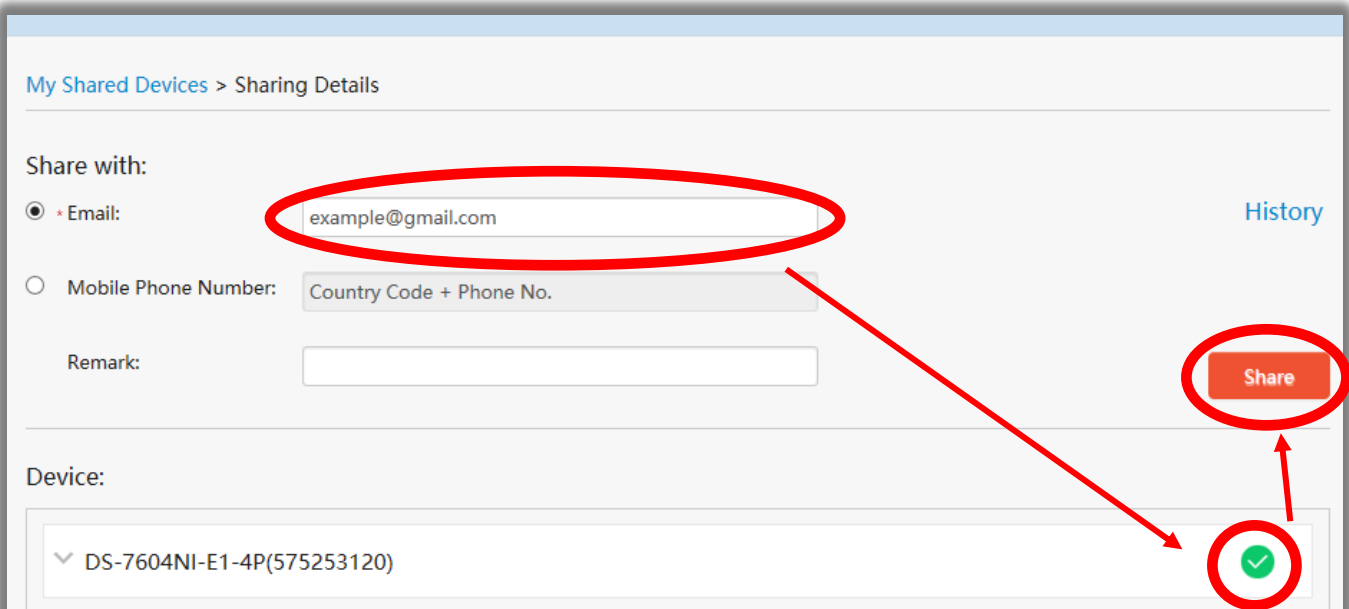 My Shared Devices > Sharing Details
Share with:
* Email: example@gmail.com
History
Mobile Phone Number: Country Code + Phone No.
Remark:
Share
Device:
DS-7604NI-E1-4P(575253120)